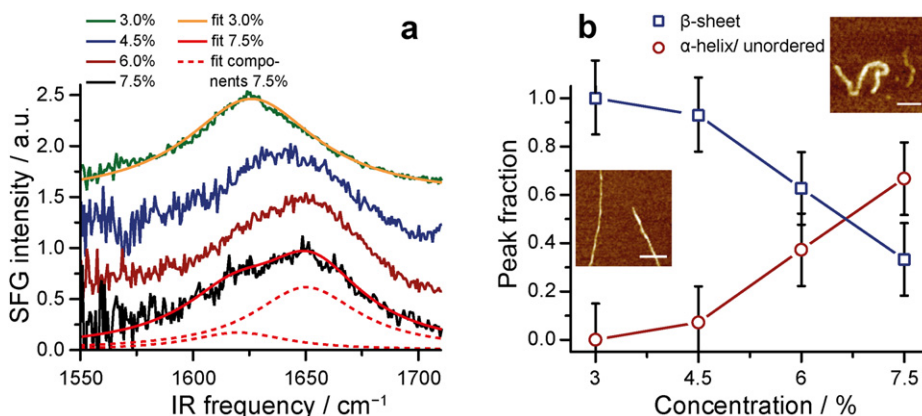 3.0% fit 3.0%
4.5% fit 7.5%
6.0% fit compo-
7.5% nents 7.5%
a
2.5
2.0
1.5
1.0
0.5
0.0
SFG intensity / a.u.
1550 1600 1650 1700
IR frequency / cm⁻¹
b
β-sheet
α-helix/ unordered
1.0
0.8
0.6
0.4
0.2
0.0
Peak fraction
3 4.5 6 7.5
Concentration / %